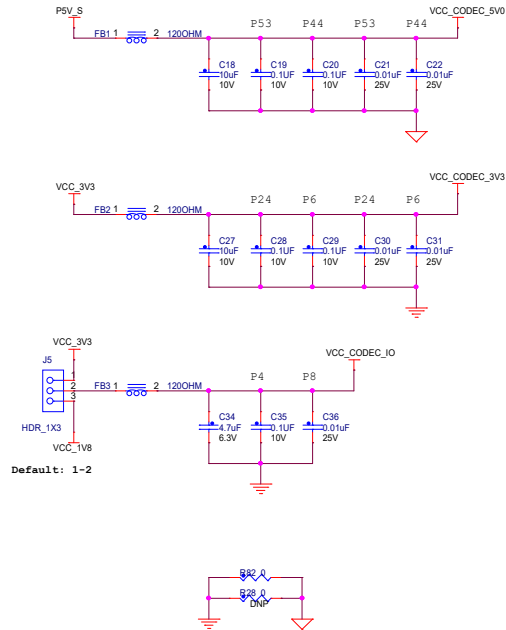 P5V_S VCC_CODEC_5V0
FB1 1 2 120OHM P53 P44 P53 P44
C18 C19 C20 C21 C22
10uF 0.1UF 0.1UF 0.01uF 0.01uF
10V 10V 10V 25V 25V
VCC_3V3 VCC_CODEC_3V3
FB2 1 2 120OHM P24 P6 P24 P6
C27 C28 C29 C30 C31
10uF 0.1UF 0.1UF 0.01uF 0.01uF
10V 10V 10V 25V 25V
VCC_3V3 VCC_CODEC_IO
J5
1
2
3
FB3 1 2 120OHM P4 P8
C34 C35 C36
4.7uF 0.1UF 0.01uF
6.3V 10V 25V
HDR_1X3
VCC_1V8
Default: 1-2
R82 0
R28 0
DNP